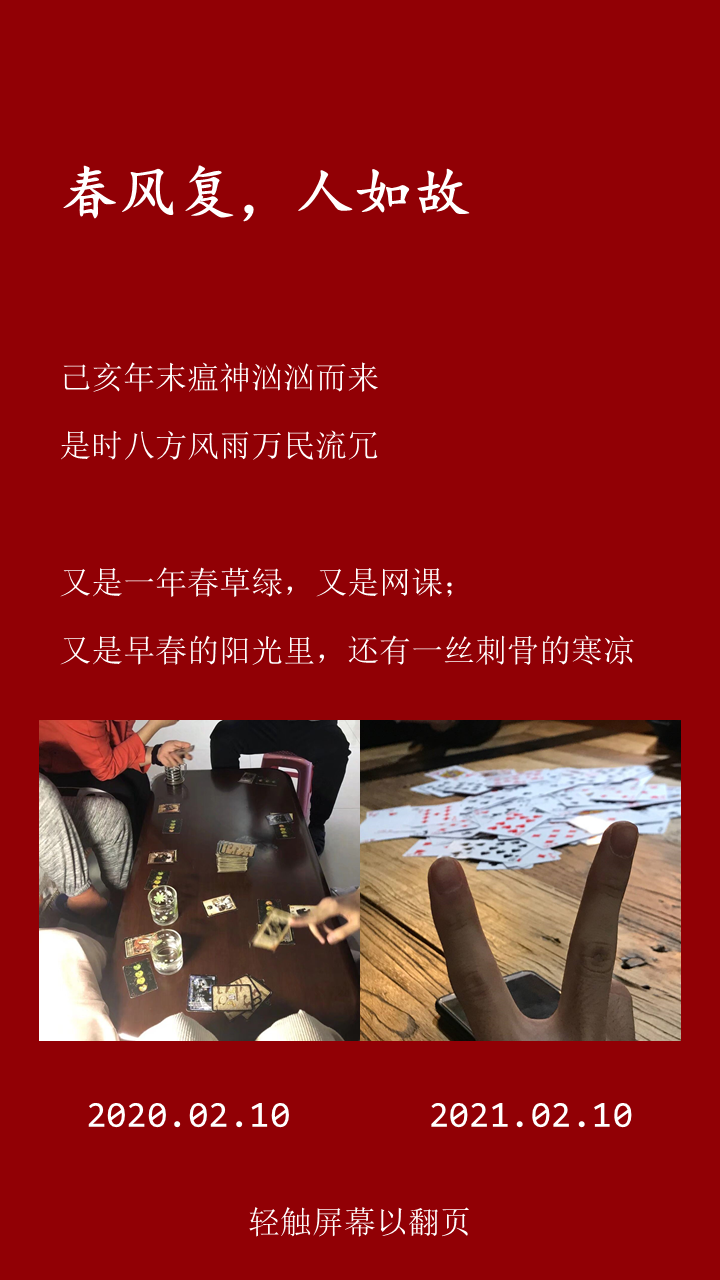 春风复，人如故
己亥年末瘟神汹汹而来
是时八方风雨万民流冗
又是一年春草绿，又是网课；
又是早春的阳光里，还有一丝刺骨的寒凉
2020.02.10
2021.02.10
轻触屏幕以翻页